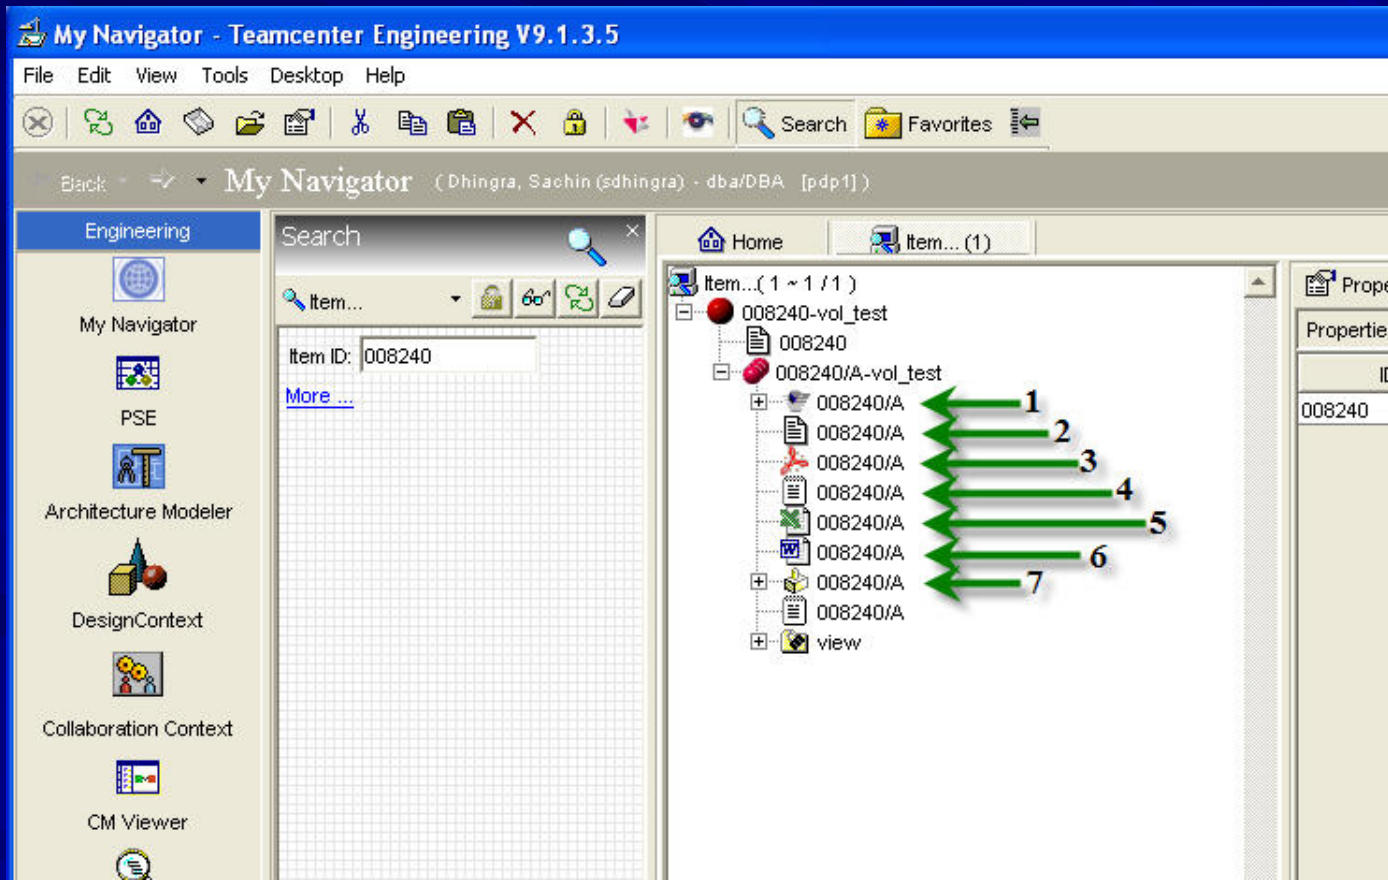 My Navigator - Teamcenter Engineering V9.1.3.5
File Edit View Tools Desktop Help
Search Favorites
Back My Navigator ( Dhingra, Sachin (sdhingra) - dba/DBA [pdp1] )
Engineering
My Navigator
PSE
Architecture Modeler
DesignContext
Collaboration Context
CM Viewer
Search
Item...
Item ID: 008240
More ...
Home Item... (1)
Item...( 1 ~ 1 / 1 )
008240-vol_test
008240
008240/A-vol_test
008240/A 1
008240/A 2
008240/A 3
008240/A 4
008240/A 5
008240/A 6
008240/A 7
008240/A
view
Prope
Propertie
008240